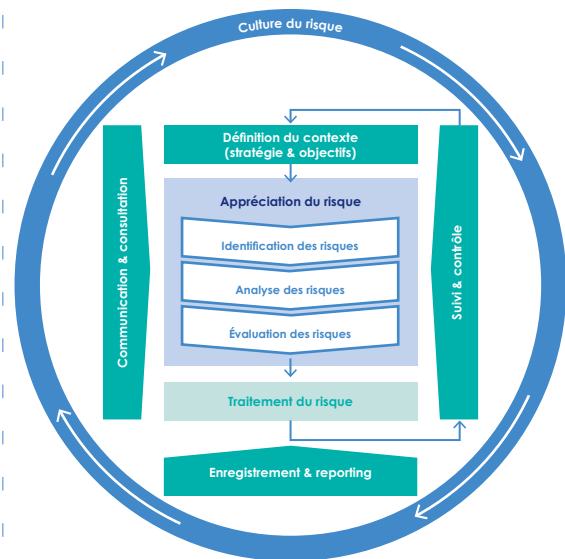 Culture du risque
Définition du contexte
(stratégie & objectifs)
Appréciation du risque
Identification des risques
Analyse des risques
Évaluation des risques
Traitement du risque
Enregistrement & reporting
Communication & consultation
Suivi & contrôle